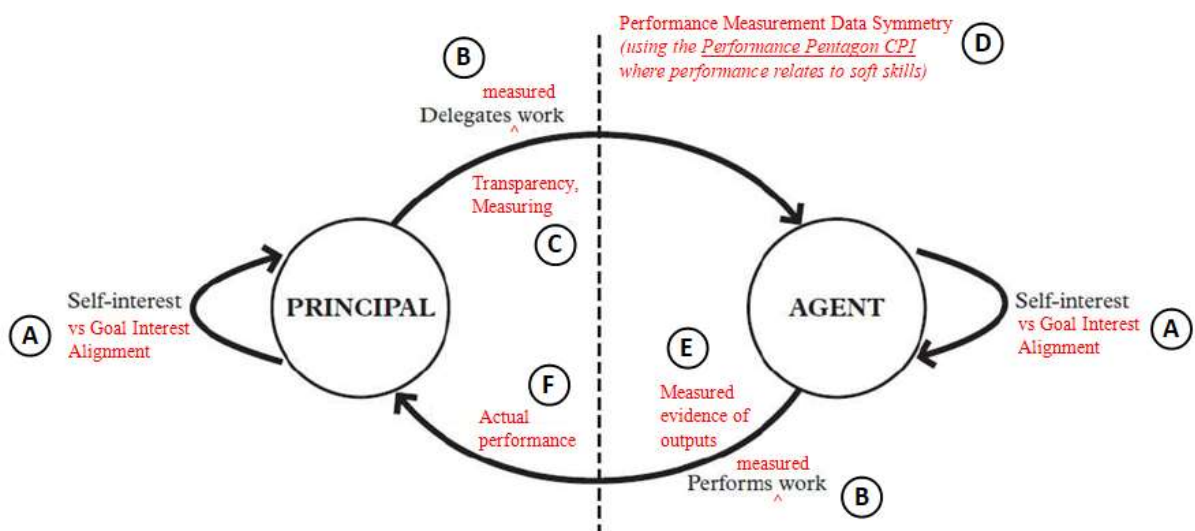 Performance Measurement Data Symmetry
(using the Performance Pentagon CPI
where performance relates to soft skills)
D
B
measured
Delegates work
^
Transparency,
Measuring
C
PRINCIPAL
AGENT
Self-interest
vs Goal Interest
Alignment
A
Self-interest
vs Goal Interest
Alignment
A
E
Measured
evidence of
outputs
F
Actual
performance
measured
Performs work
^
B